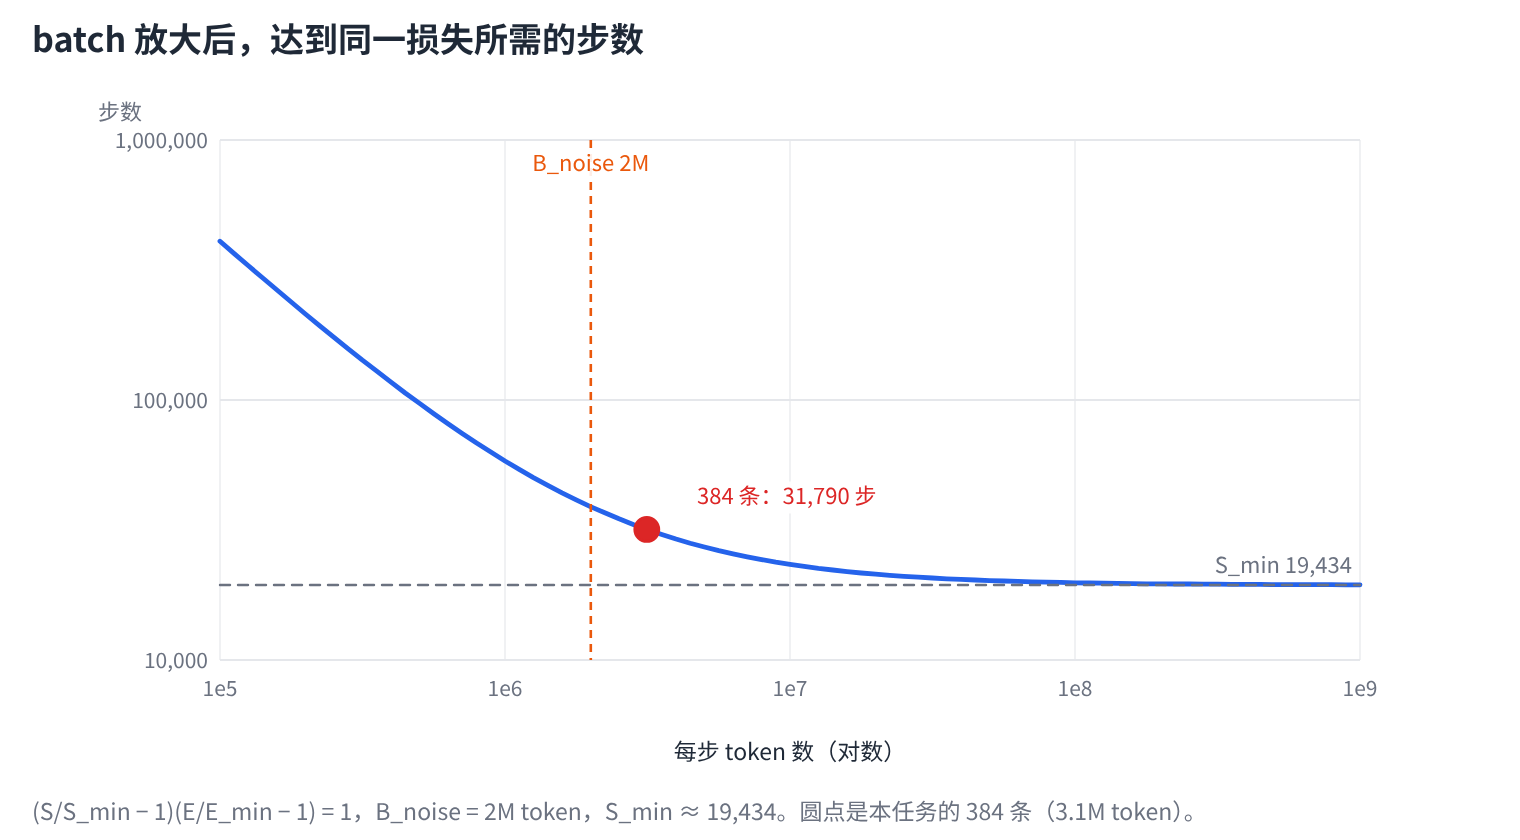 batch 放大后，达到同一损失所需的步数
步数
1,000,000
B_noise 2M
100,000
384 条：31,790 步
S_min 19,434
10,000
1e5
1e6
1e7
1e8
1e9
每步 token 数（对数）
(S/S_min − 1)(E/E_min − 1) = 1，B_noise = 2M token，S_min ≈ 19,434。圆点是本任务的 384 条（3.1M token）。